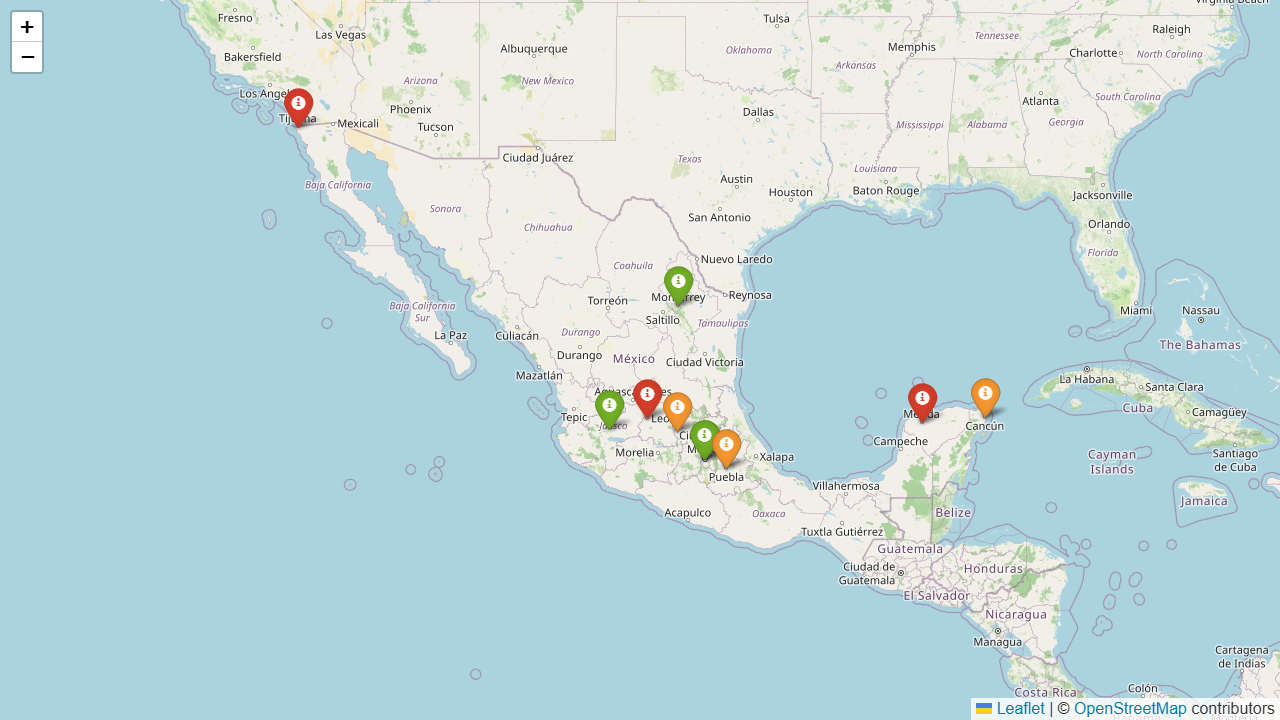 +
−
Fresno
Las Vegas
Bakersfield
Albuquerque
Tulsa
Oklahoma
Memphis
Tennessee
Virginia Beach
Raleigh
Charlotte
North Carolina
Arkansas
Arizona
New Mexico
Phoenix
Tucson
Mexicali
Dallas
Atlanta
South Carolina
Mississippi
Alabama
Georgia
Ciudad Juárez
Texas
Louisiana
Austin
Houston
Baton Rouge
Jacksonville
San Antonio
Orlando
Baja California
Sonora
Chihuahua
Coahuila
Nuevo Laredo
Florida
Torreón
Reynosa
Saltillo
Tamaulipas
Miami
Nassau
The Bahamas
Baja California
Sur
La Paz
Culiacán
Durango
Durango
México
Ciudad Victoria
Mazatlán
La Habana
Santa Clara
Cuba
Camagüey
Tepic
Jalisco
Cancún
Campeche
Morelia
Xalapa
Puebla
Cayman
Islands
Santiago
de Cuba
Villahermosa
Acapulco
Oaxaca
Tuxtla Gutiérrez
Belize
Jamaica
Guatemala
Ciudad de
Guatemala
Honduras
El Salvador
Nicaragua
Managua
Cartagena
de Indias
Costa Rica
Colón
Leaflet | © OpenStreetMap contributors